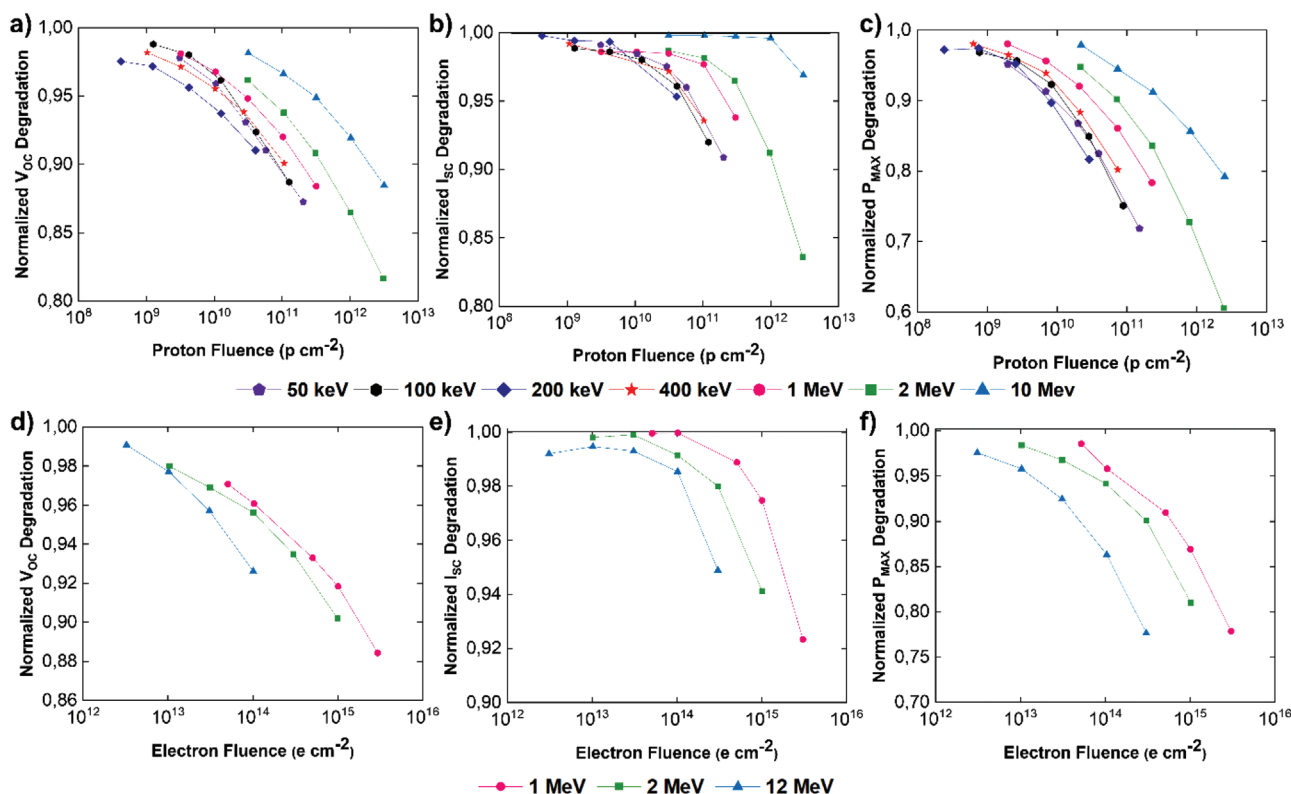 a)
Normalized V_OC Degradation
1,00
0,95
0,90
0,85
0,80
10^8 10^9 10^10 10^11 10^12 10^13
Proton Fluence (p cm^-2)
b)
Normalized I_SC Degradation
1,00
0,95
0,90
0,85
0,80
10^8 10^9 10^10 10^11 10^12 10^13
Proton Fluence (p cm^-2)
c)
Normalized P_MAX Degradation
1,0
0,9
0,8
0,7
0,6
10^8 10^9 10^10 10^11 10^12 10^13
Proton Fluence (p cm^-2)
50 keV 100 keV 200 keV 400 keV 1 MeV 2 MeV 10 Mev
d)
Normalized V_OC Degradation
1,00
0,98
0,96
0,94
0,92
0,90
0,88
0,86
10^12 10^13 10^14 10^15 10^16
Electron Fluence (e cm^-2)
e)
Normalized I_SC Degradation
1,00
0,98
0,96
0,94
0,92
0,90
10^12 10^13 10^14 10^15 10^16
Electron Fluence (e cm^-2)
f)
Normalized P_MAX Degradation
1,00
0,95
0,90
0,85
0,80
0,75
0,70
10^12 10^13 10^14 10^15 10^16
Electron Fluence (e cm^-2)
1 MeV 2 MeV 12 MeV